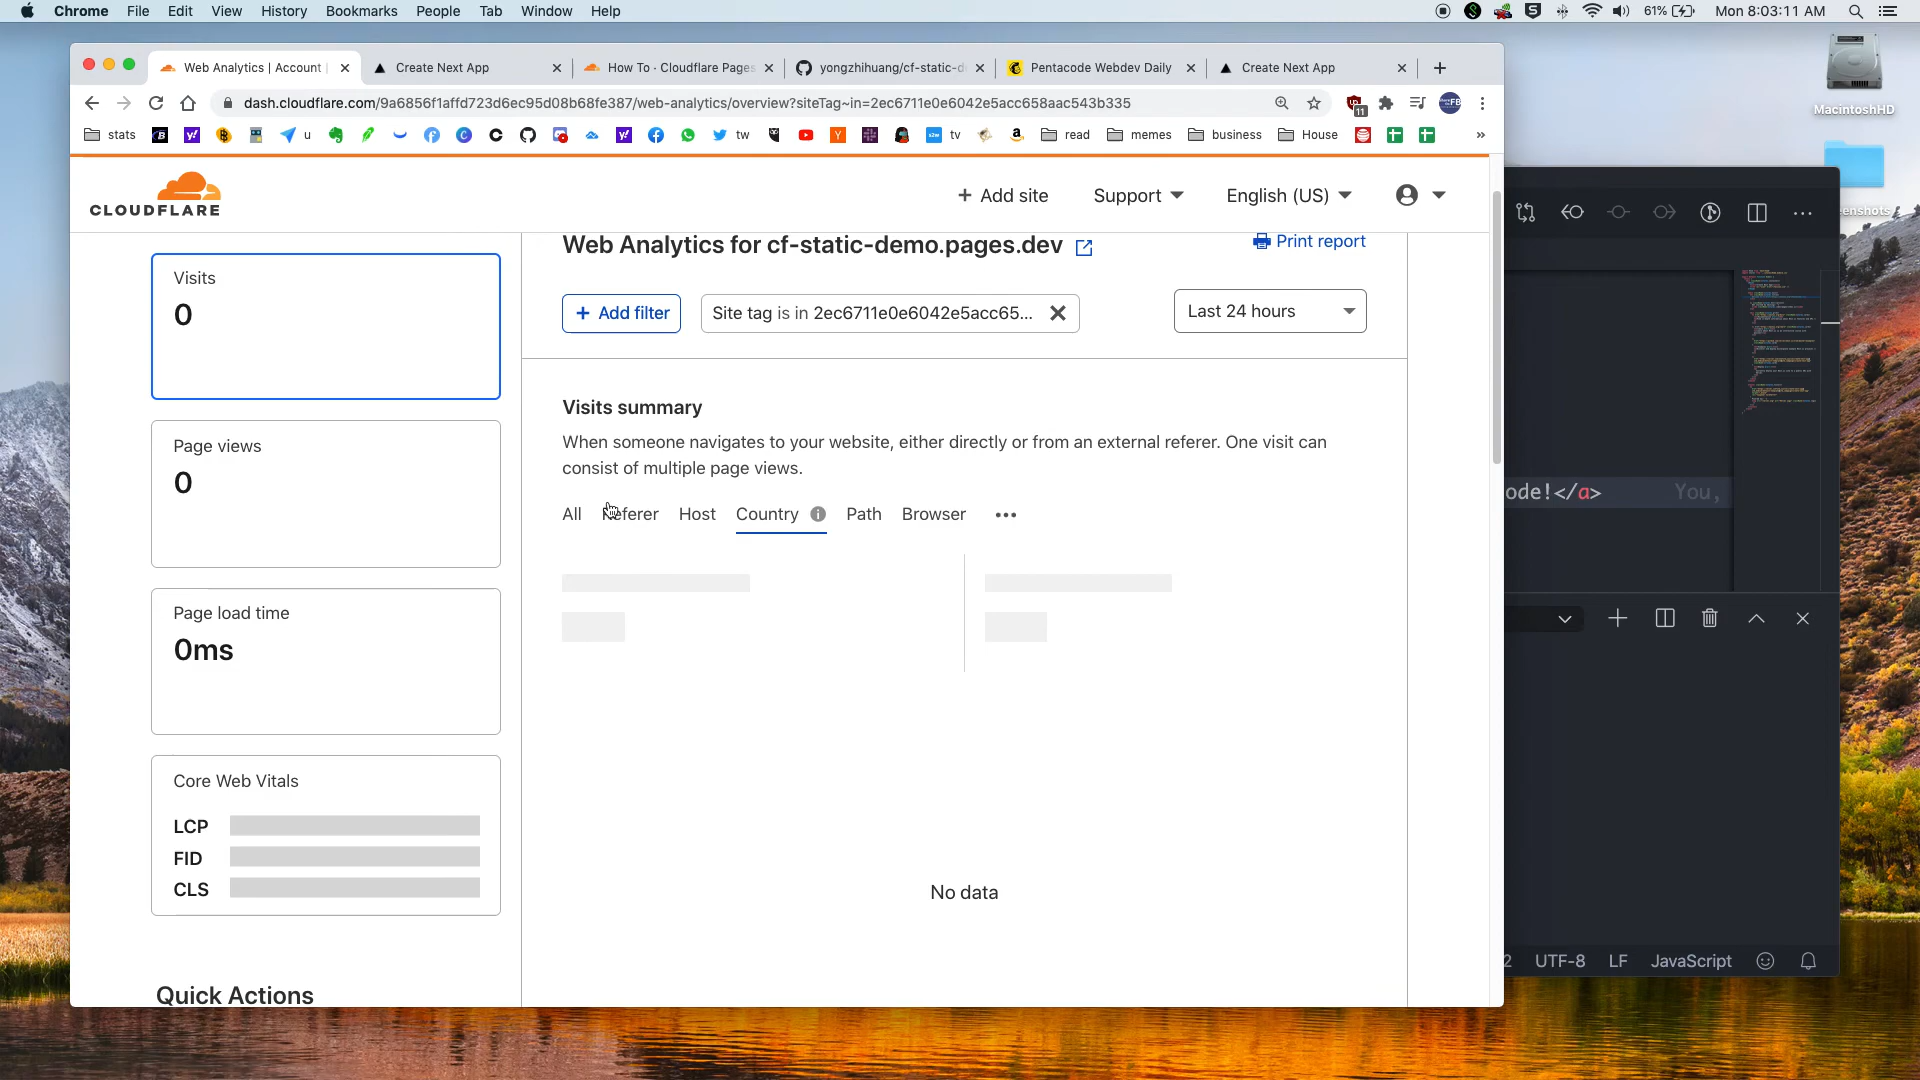 Chrome File Edit View History Bookmarks People Tab Window Help
61% Mon 8:03:11 AM
Web Analytics | Account
Create Next App
How To · Cloudflare Pages
yongzhihuang/cf-static-d
Pentacode Webdev Daily
Create Next App
dash.cloudflare.com/9a6856f1affd723d6ec95d08b68fe387/web-analytics/overview?siteTag~in=2ec6711e0e6042e5acc658aac543b335
11
stats u tw tv read memes business House »
MacintoshHD
eenshots
CLOUDFLARE
+ Add site Support English (US)
Web Analytics for cf-static-demo.pages.dev
Print report
+ Add filter
Site tag is in 2ec6711e0e6042e5acc65...
Last 24 hours
Visits
0
Page views
0
Page load time
0ms
Core Web Vitals
LCP
FID
CLS
Quick Actions
Visits summary
When someone navigates to your website, either directly or from an external referer. One visit can
consist of multiple page views.
All Referer Host Country Path Browser
No data
ode!</a> You,
2 UTF-8 LF JavaScript